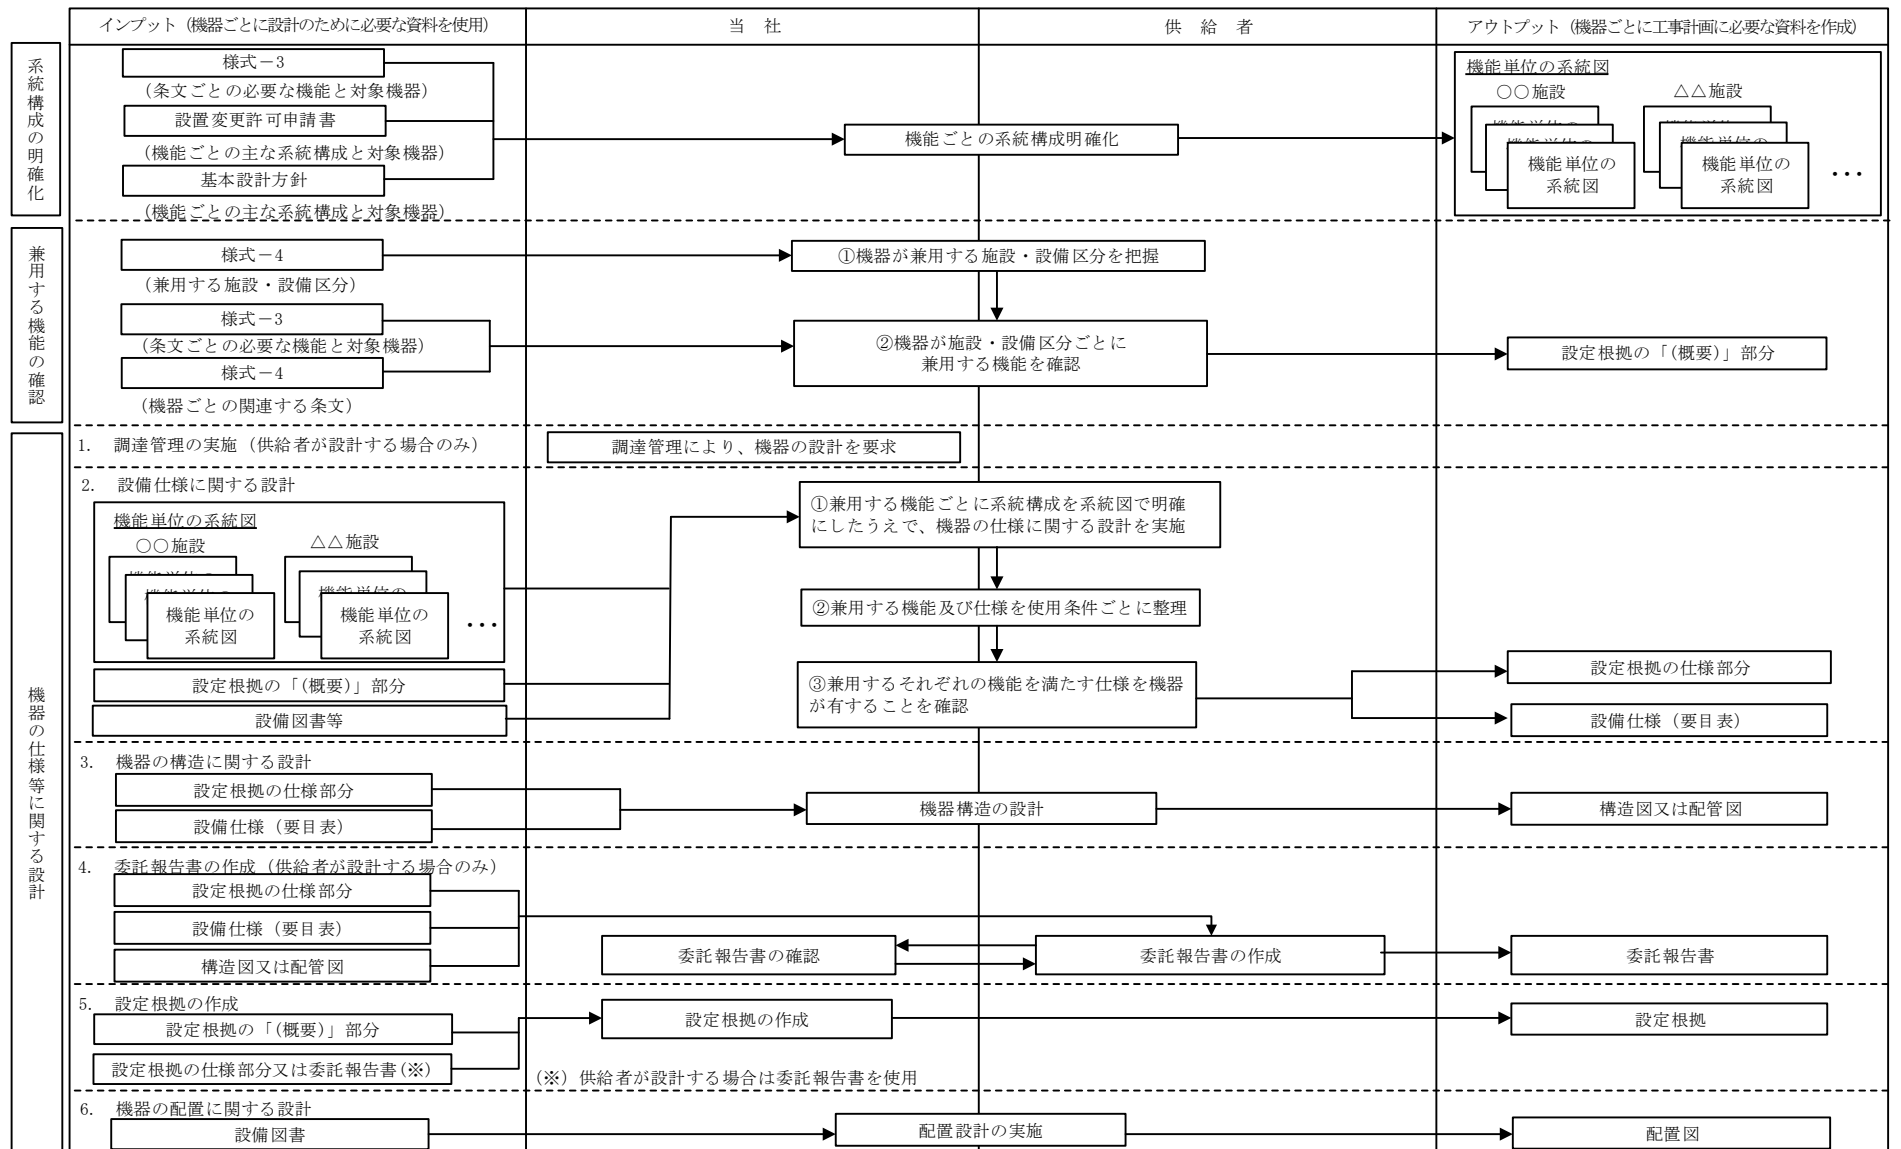 インプット（機器ごとに設計のために必要な資料を使用）
当　社
供　給　者
アウトプット（機器ごとに工事計画に必要な資料を作成）
系統構成の明確化
様式－3
（条文ごとの必要な機能と対象機器）
設置変更許可申請書
（機能ごとの主な系統構成と対象機器）
基本設計方針
（機能ごとの主な系統構成と対象機器）
機能ごとの系統構成明確化
機能単位の系統図
○○施設
△△施設
機能単位の
系統図
機能単位の
系統図
・・・
兼用する機能の確認
様式－4
（兼用する施設・設備区分）
様式－3
（条文ごとの必要な機能と対象機器）
様式－4
（機器ごとの関連する条文）
①機器が兼用する施設・設備区分を把握
②機器が施設・設備区分ごとに
兼用する機能を確認
設定根拠の「（概要）」部分
機器の仕様等に関する設計
1.　調達管理の実施（供給者が設計する場合のみ）
調達管理により、機器の設計を要求
2.　設備仕様に関する設計
機能単位の系統図
○○施設
△△施設
機能単位の
系統図
機能単位の
系統図
・・・
設定根拠の「（概要）」部分
設備図書等
①兼用する機能ごとに系統構成を系統図で明確
にしたうえで、機器の仕様に関する設計を実施
②兼用する機能及び仕様を使用条件ごとに整理
③兼用するそれぞれの機能を満たす仕様を機器
が有することを確認
設定根拠の仕様部分
設備仕様（要目表）
3.　機器の構造に関する設計
設定根拠の仕様部分
設備仕様（要目表）
機器構造の設計
構造図又は配管図
4.　委託報告書の作成（供給者が設計する場合のみ）
設定根拠の仕様部分
設備仕様（要目表）
構造図又は配管図
委託報告書の確認
委託報告書の作成
委託報告書
5.　設定根拠の作成
設定根拠の「（概要）」部分
設定根拠の仕様部分又は委託報告書(※)
設定根拠の作成
設定根拠
(※）供給者が設計する場合は委託報告書を使用
6.　機器の配置に関する設計
設備図書
配置設計の実施
配置図